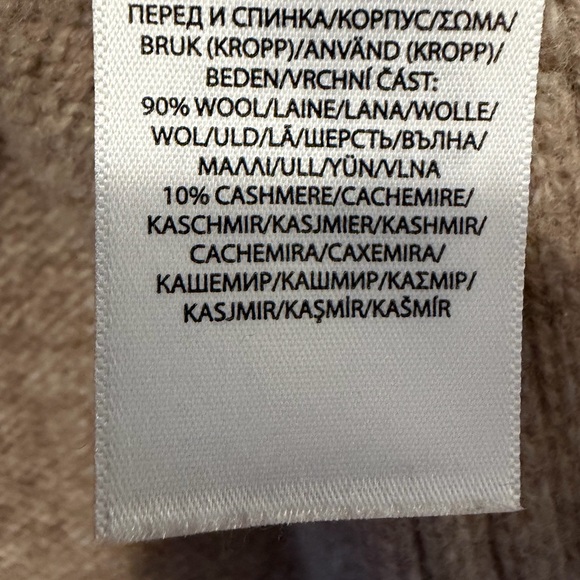 ПЕРЕД И СПИНКА/КОРПУС/ΣΩΜΑ/
BRUK (KROPP)/ANVÄND (KROPP)/
BEDEN/VRCHNÍ ČÁST:
90% WOOL/LAINE/LANA/WOLLE/
WOL/ULD/LÃ/ШЕРСТЬ/ВЪЛНА/
ΜΑΛΛΙ/ULL/YÜN/VLNA
10% CASHMERE/CACHEMIRE/
KASCHMIR/KASJMIER/KASHMIR/
CACHEMIRA/CAXEMIRA/
КАШЕМИР/КАШМИР/ΚΑΣΜΙΡ/
KASJMIR/KAŞMİR/KAŠMÍR